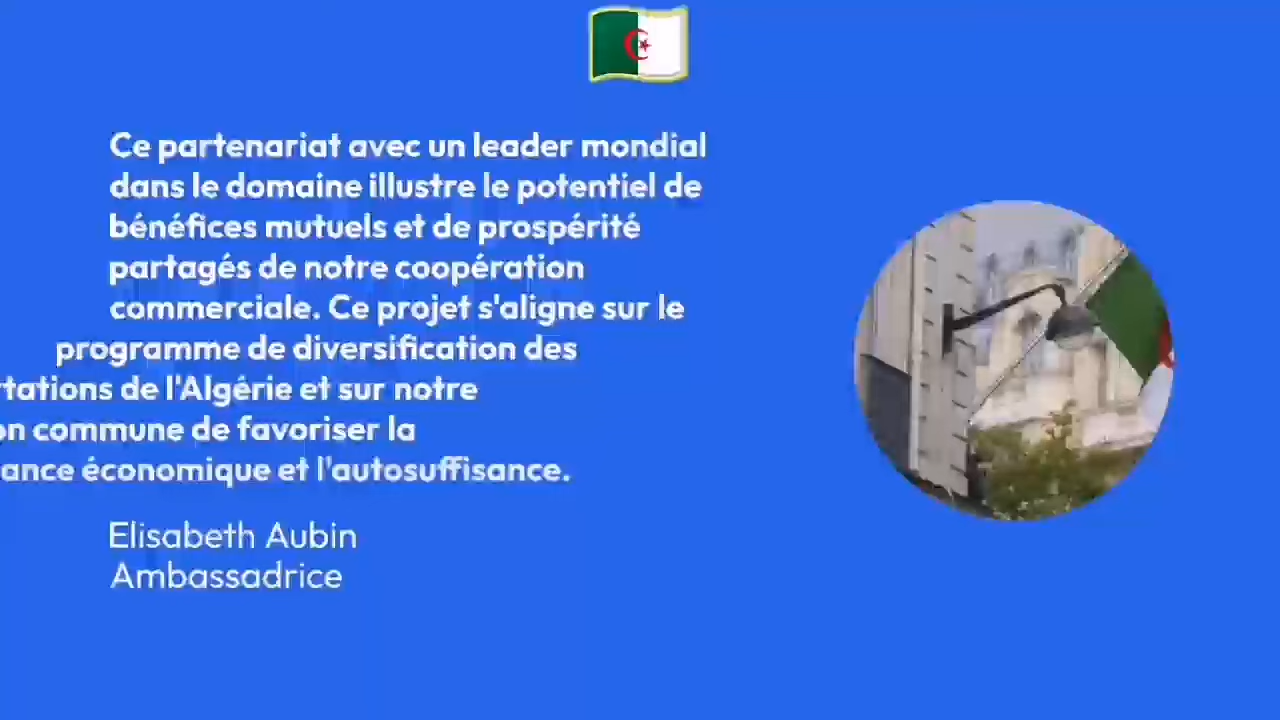 Ce partenariat avec un leader mondial
dans le domaine illustre le potentiel de
bénéfices mutuels et de prospérité
partagés de notre coopération
commerciale. Ce projet s'aligne sur le
programme de diversification des
de l'Algérie et sur notre
commune de favoriser la
économique et l'autosuffisance.
Elisabeth Aubin
Ambassadrice